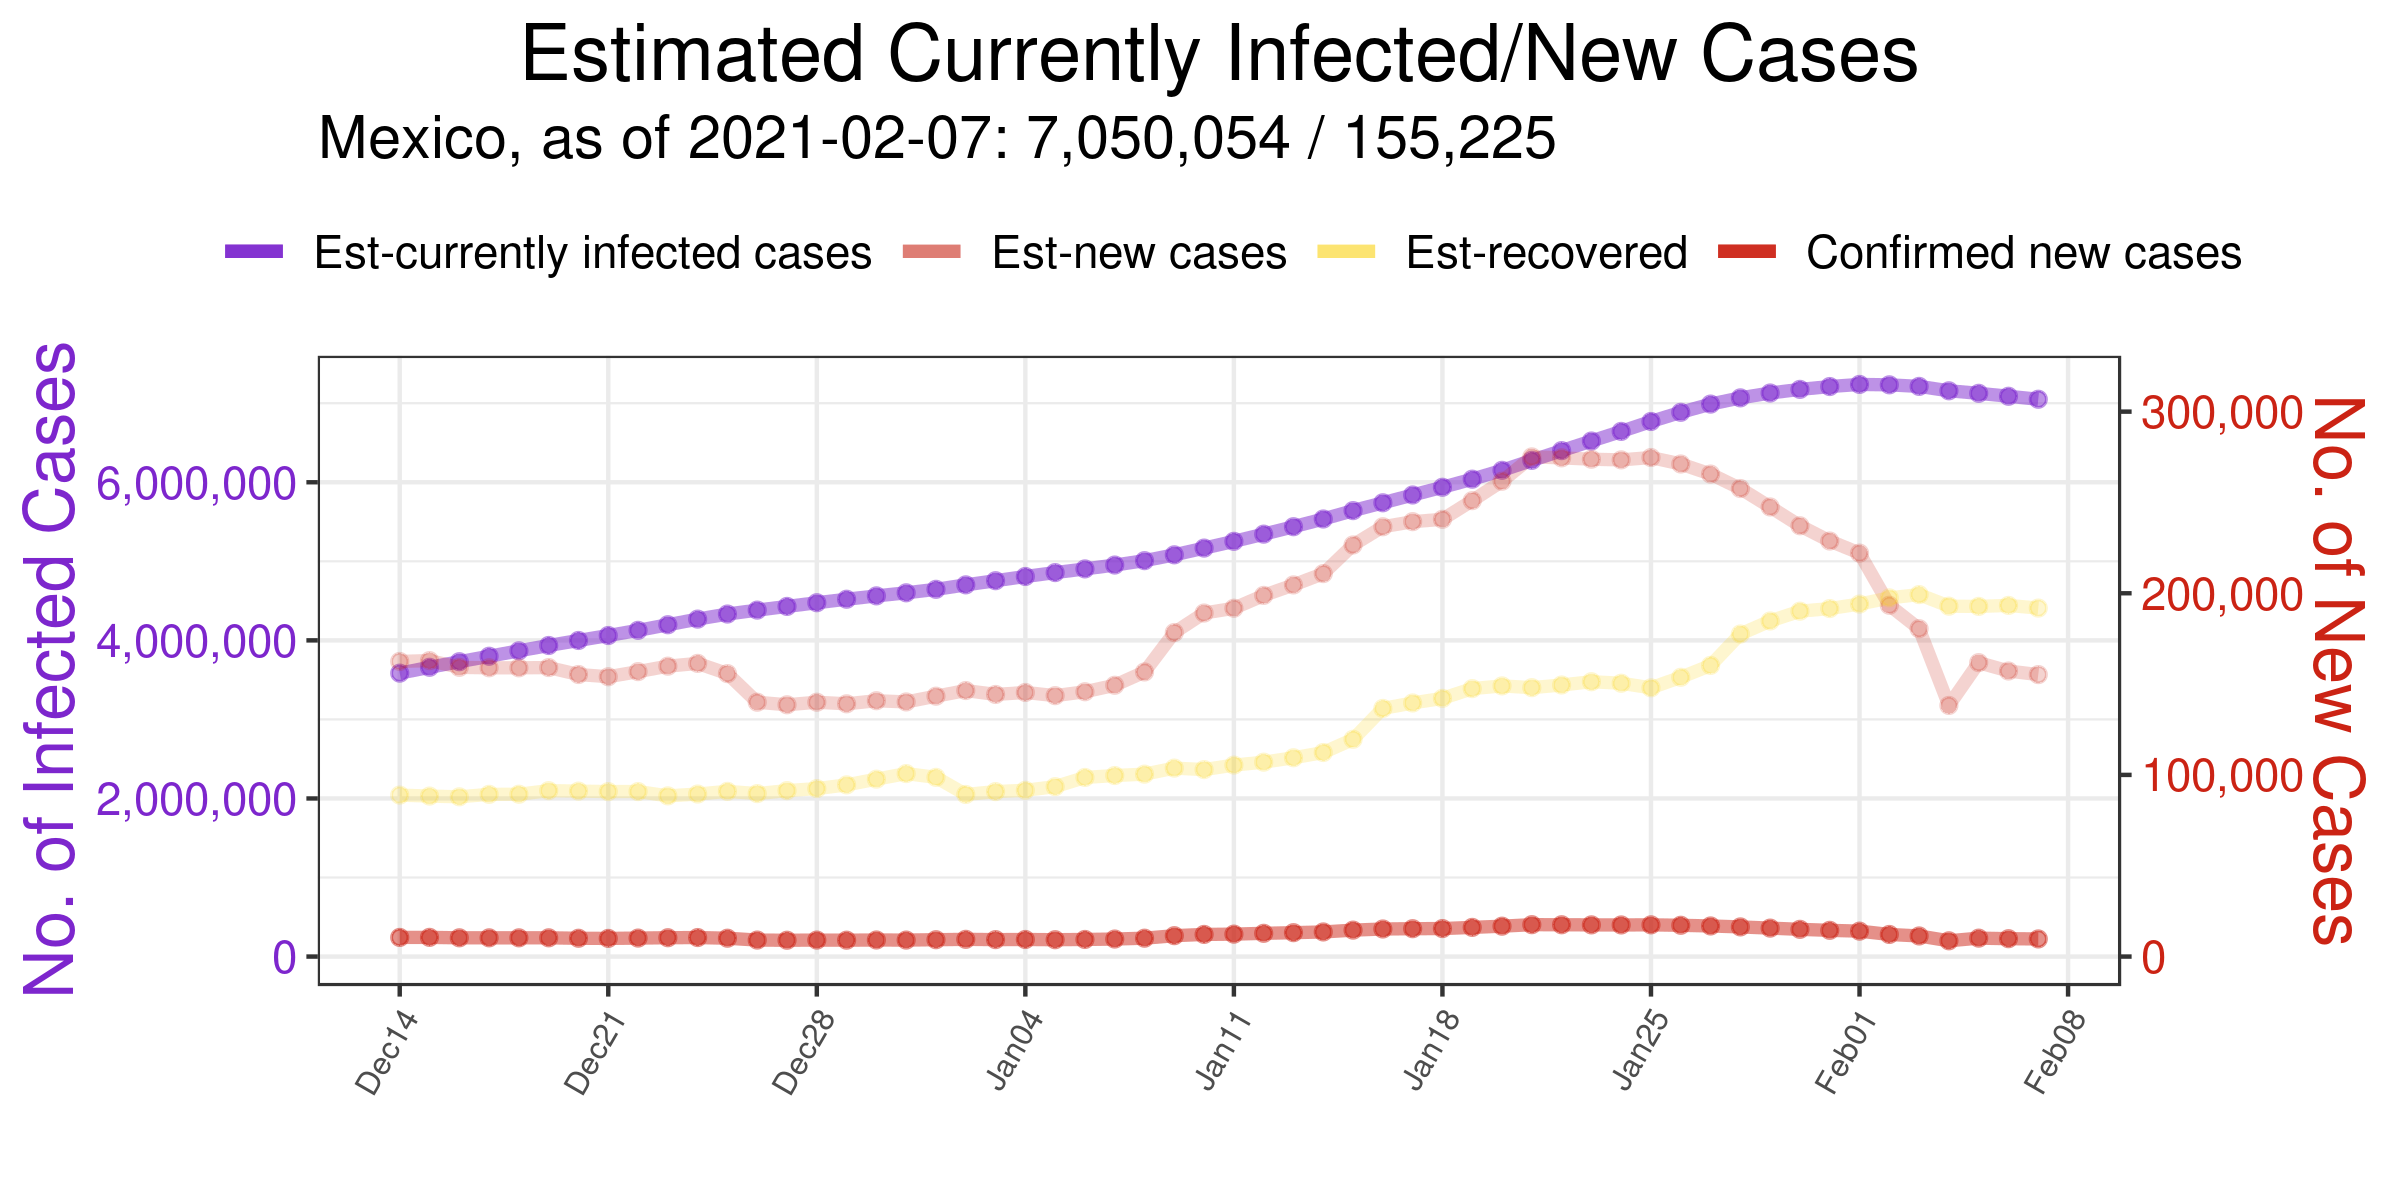 Estimated Currently Infected/New Cases
Mexico, as of 2021-02-07: 7,050,054 / 155,225
Est-currently infected cases Est-new cases Est-recovered Confirmed new cases
No. of Infected Cases
6,000,000
4,000,000
2,000,000
0
300,000
200,000
100,000
0
No. of New Cases
Dec14 Dec21 Dec28 Jan04 Jan11 Jan18 Jan25 Feb01 Feb08